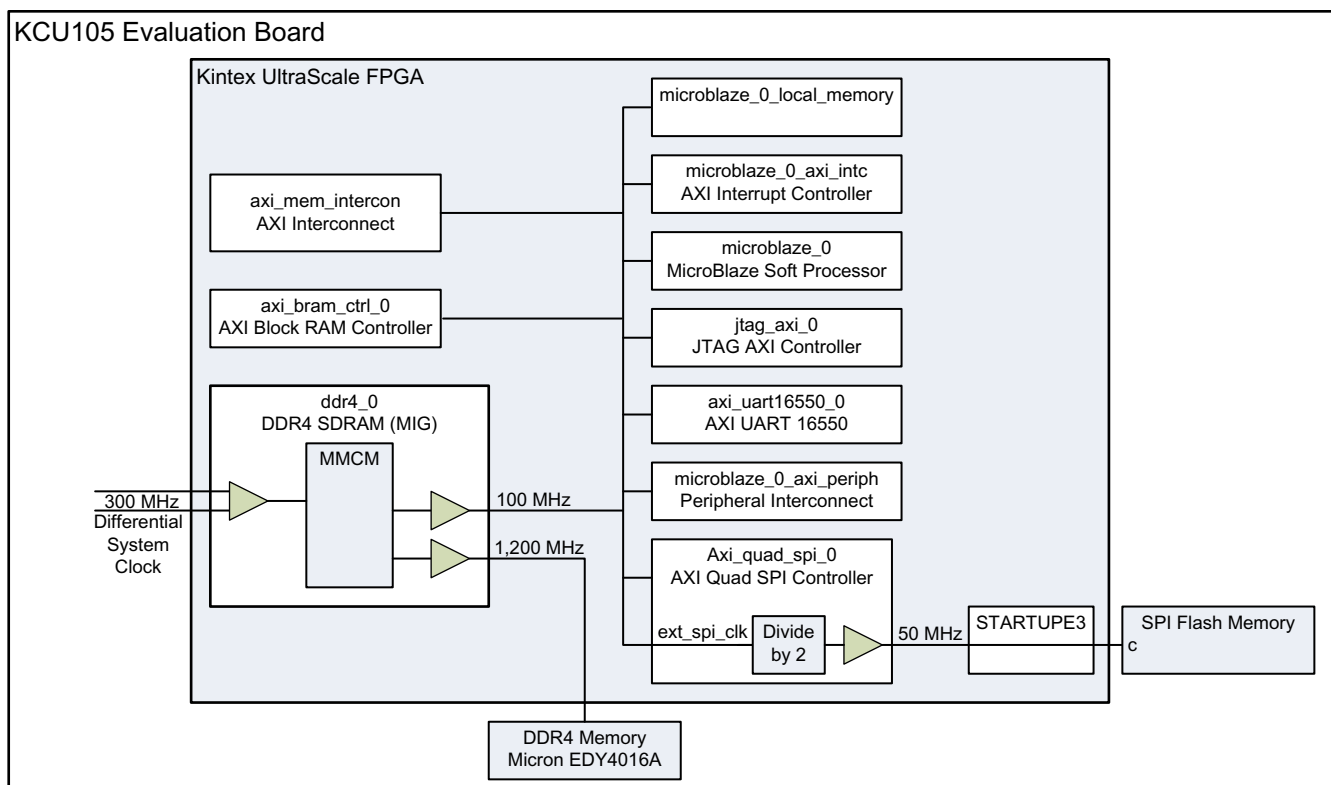 KCU105 Evaluation Board
Kintex UltraScale FPGA
microblaze_0_local_memory
microblaze_0_axi_intc
AXI Interrupt Controller
axi_mem_intercon
AXI Interconnect
microblaze_0
MicroBlaze Soft Processor
axi_bram_ctrl_0
AXI Block RAM Controller
jtag_axi_0
JTAG AXI Controller
ddr4_0
DDR4 SDRAM (MIG)
MMCM
axi_uart16550_0
AXI UART 16550
microblaze_0_axi_periph
Peripheral Interconnect
300 MHz
Differential
System
Clock
100 MHz
1,200 MHz
Axi_quad_spi_0
AXI Quad SPI Controller
ext_spi_clk
Divide
by 2
50 MHz
STARTUPE3
SPI Flash Memory
c
DDR4 Memory
Micron EDY4016A